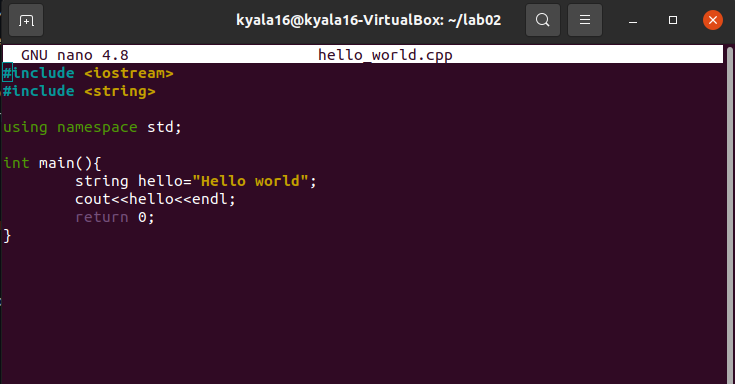 kyala16@kyala16-VirtualBox: ~/lab02
GNU nano 4.8 hello_world.cpp
#include <iostream>
#include <string>
using namespace std;
int main(){
string hello="Hello world";
cout<<hello<<endl;
return 0;
}